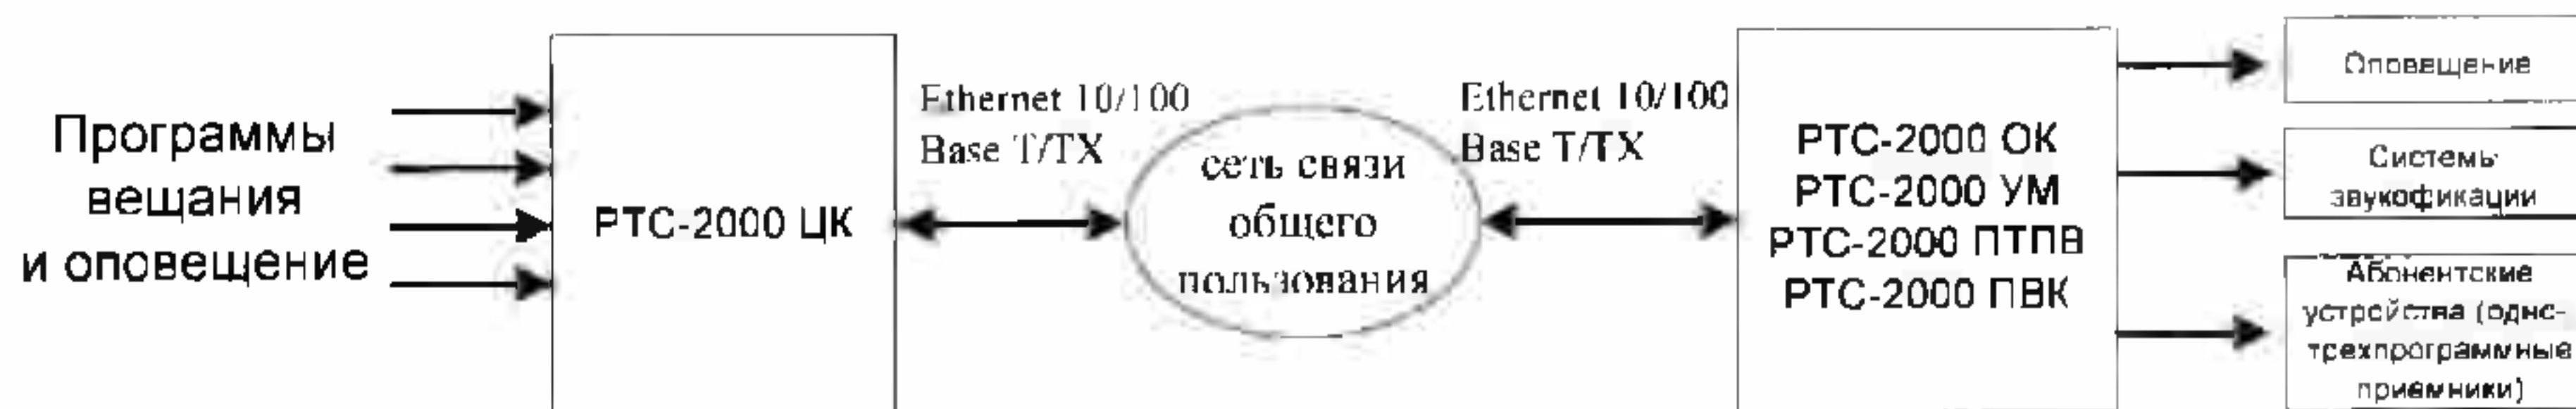 Программы
вещания
и оповещение
РТС-2000 ЦК
Ethernet 10/100
Base T/TX
сеть связи
общего
пользования
Ethernet 10/100
Base T/TX
РТС-2000 ОК
РТС-2000 УМ
РТС-2000 ПТПВ
РТС-2000 ПВК
Оповещение
Системы
звукофикации
Абонентские
устройства (одно-
трехпрограммные
приемники)